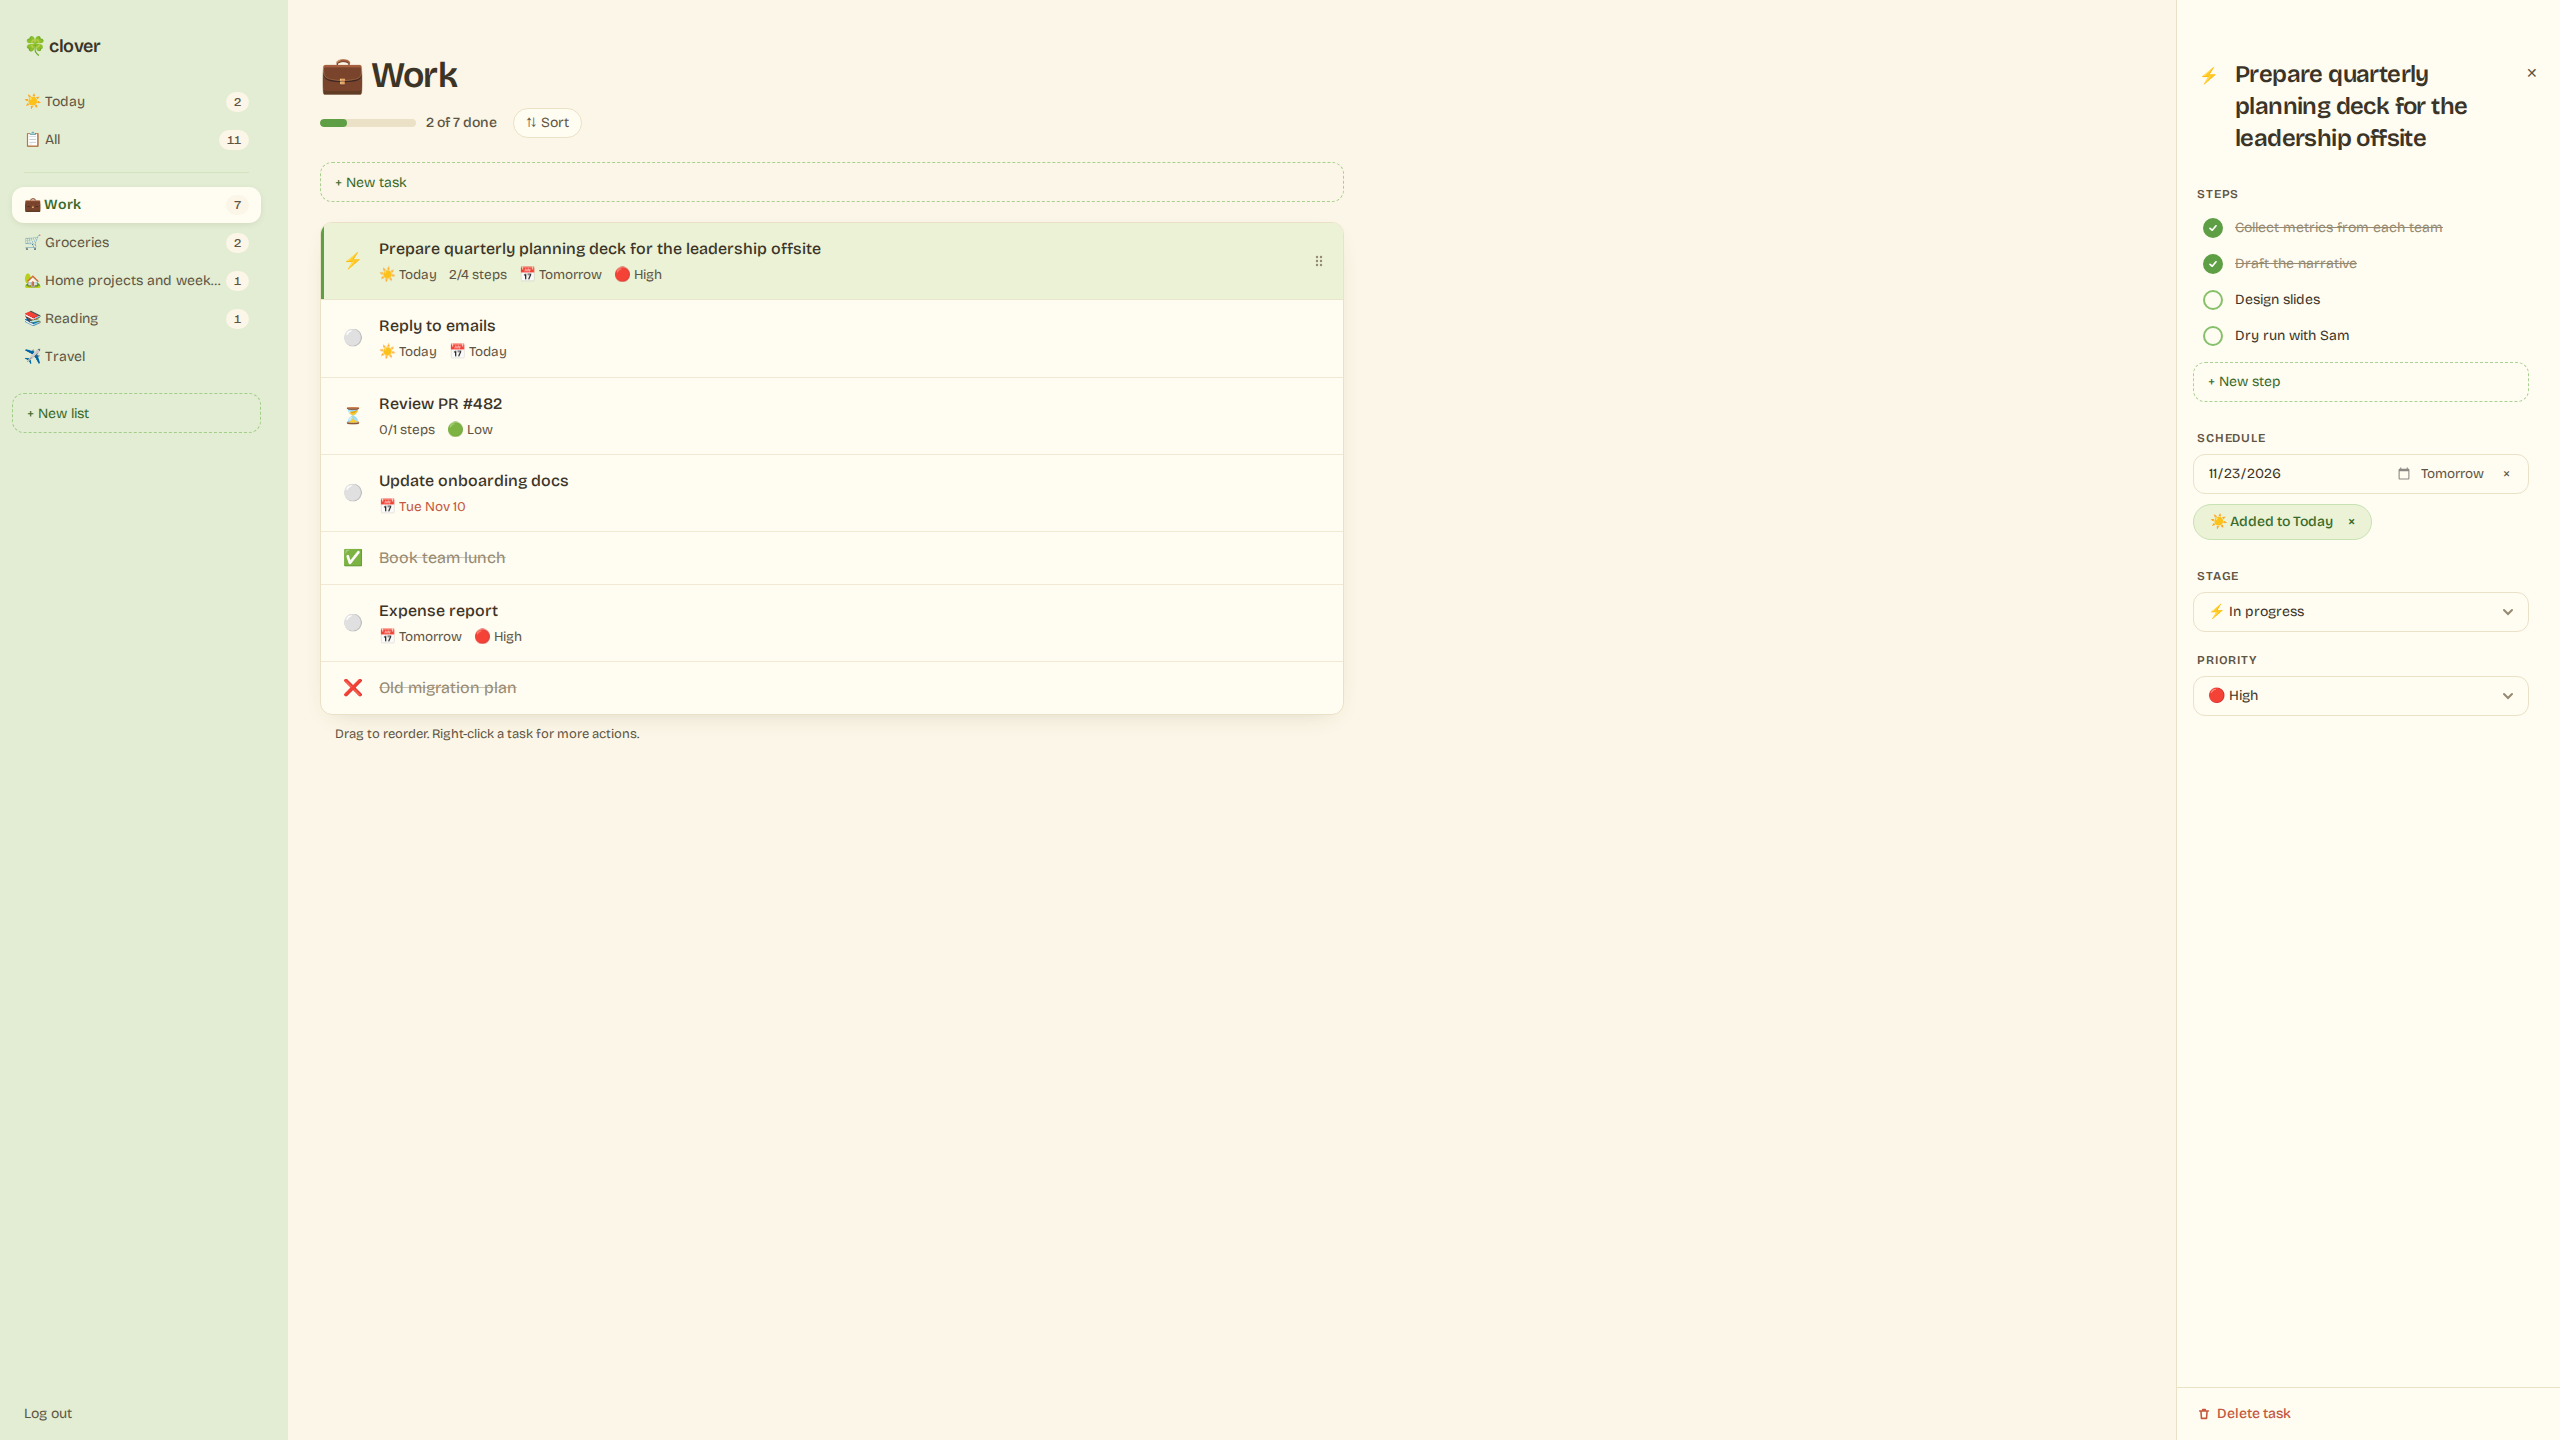 clover
Today 2
All 11
Work 7
Groceries 2
Home projects and week... 1
Reading 1
Travel
+ New list
Log out
Work
2 of 7 done
Sort
+ New task
Prepare quarterly planning deck for the leadership offsite
Today 2/4 steps Tomorrow High
Reply to emails
Today Today
Review PR #482
0/1 steps Low
Update onboarding docs
Tue Nov 10
Book team lunch
Expense report
Tomorrow High
Old migration plan
Drag to reorder. Right-click a task for more actions.
Prepare quarterly
planning deck for the
leadership offsite
STEPS
Collect metrics from each team
Draft the narrative
Design slides
Dry run with Sam
+ New step
SCHEDULE
11/23/2026 Tomorrow
Added to Today
STAGE
In progress
PRIORITY
High
Delete task